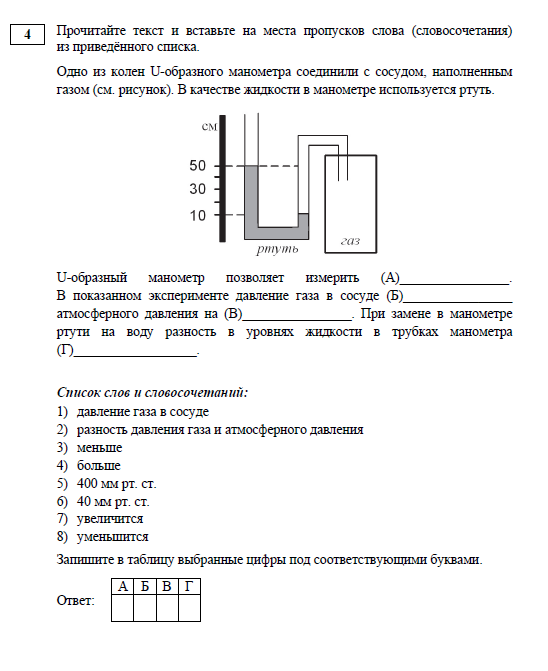 4
Прочитайте текст и вставьте на места пропусков слова (словосочетания)
из приведённого списка.
Одно из колен U-образного манометра соединили с сосудом, наполненным
газом (см. рисунок). В качестве жидкости в манометре используется ртуть.
см
50
30
10
ртуть
газ
U-образный манометр позволяет измерить (А)_________________.
В показанном эксперименте давление газа в сосуде (Б)_________________
атмосферного давления на (В)_________________. При замене в манометре
ртути на воду разность в уровнях жидкости в трубках манометра
(Г)___________________.
Список слов и словосочетаний:
1) давление газа в сосуде
2) разность давления газа и атмосферного давления
3) меньше
4) больше
5) 400 мм рт. ст.
6) 40 мм рт. ст.
7) увеличится
8) уменьшится
Запишите в таблицу выбранные цифры под соответствующими буквами.
Ответ:
А Б В Г